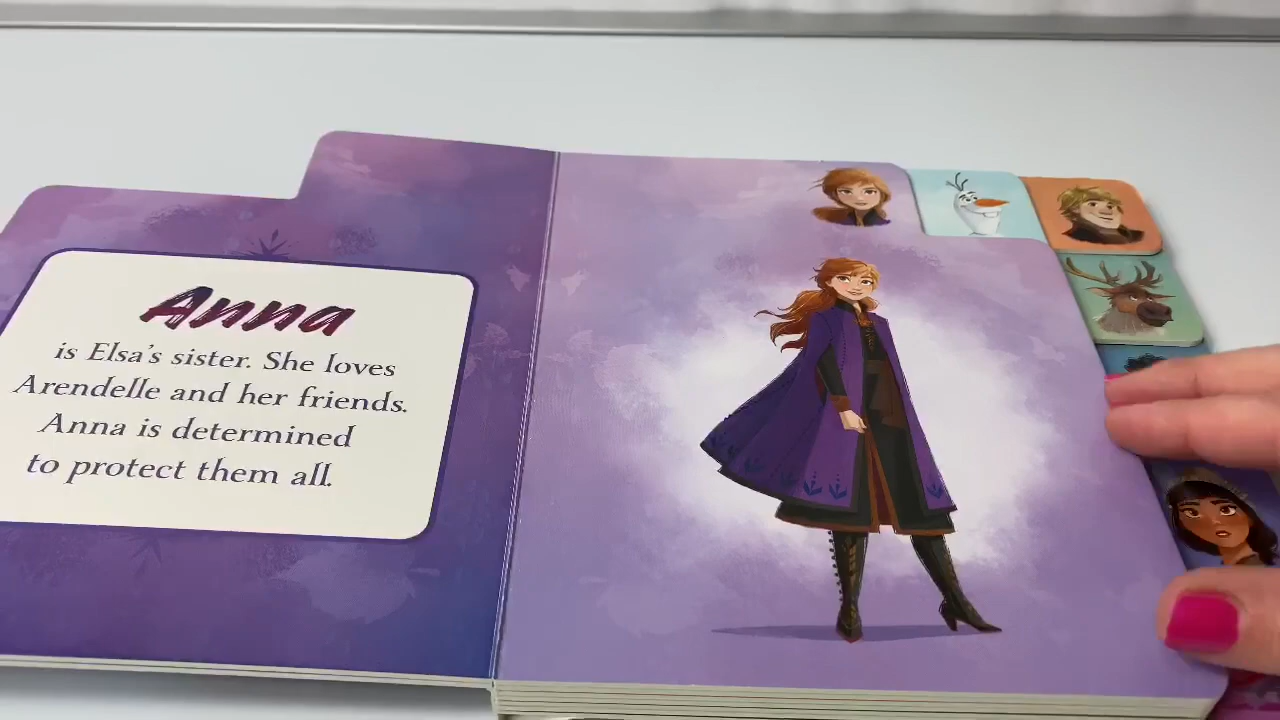 Anna
is Elsa's sister. She loves
Arendelle and her friends.
Anna is determined
to protect them all.